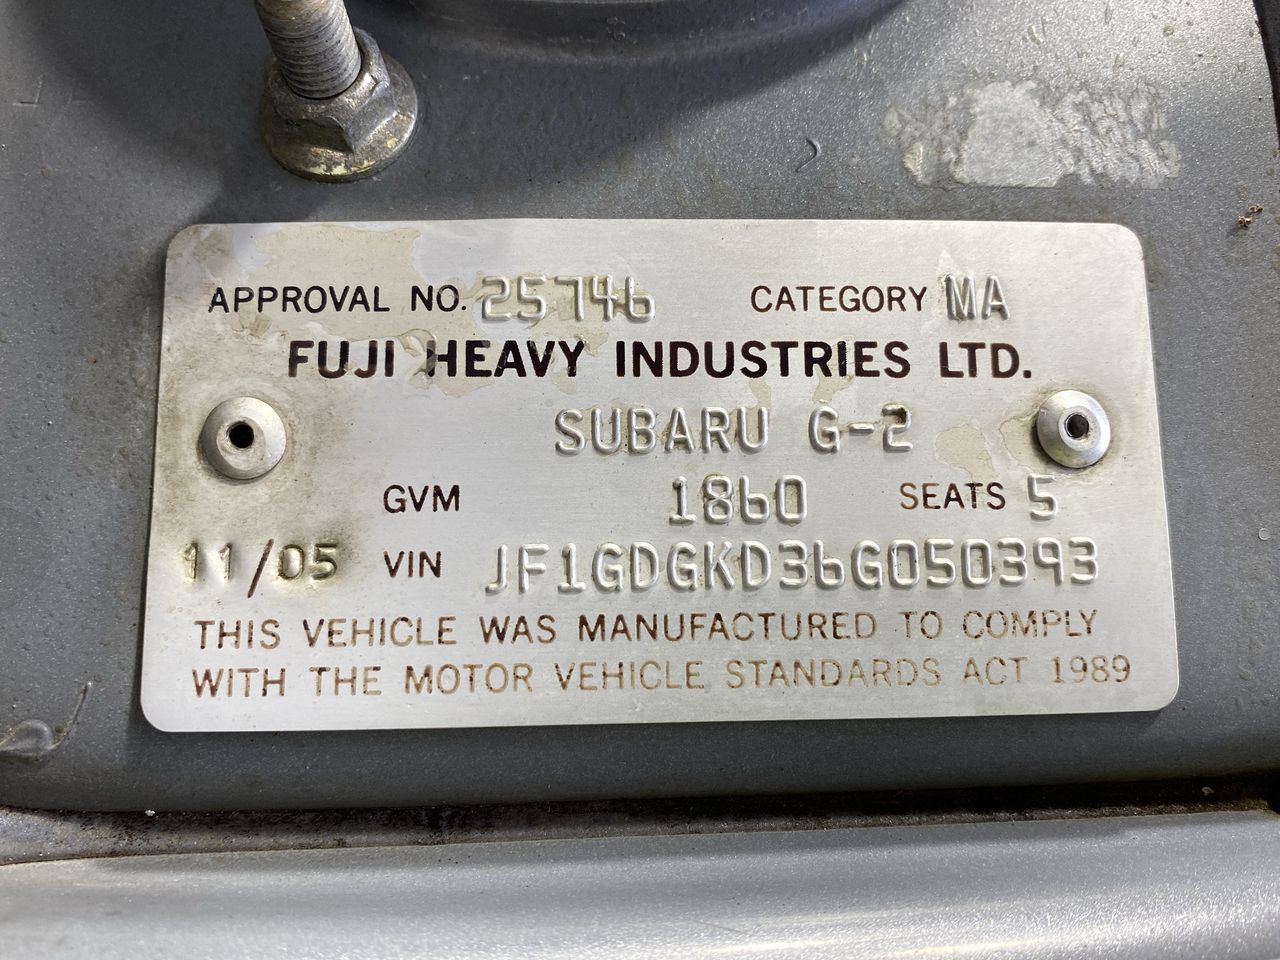 APPROVAL NO. 25746 CATEGORY MA
FUJI HEAVY INDUSTRIES LTD.
SUBARU G-2
GVM 1860 SEATS 5
11/05 VIN JF1GDGKD36G050393
THIS VEHICLE WAS MANUFACTURED TO COMPLY
WITH THE MOTOR VEHICLE STANDARDS ACT 1989